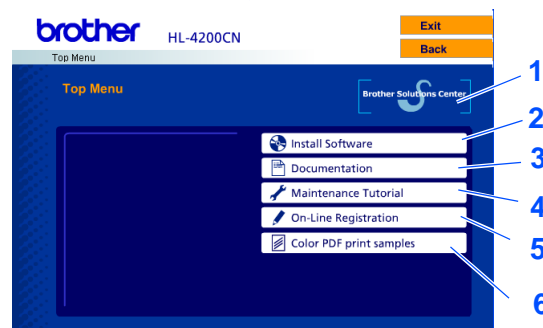 brother
HL-4200CN
Exit
Back
Top Menu
Top Menu
Brother Solutions Center
1
Install Software
2
Documentation
3
Maintenance Tutorial
4
On-Line Registration
5
Color PDF print samples
6